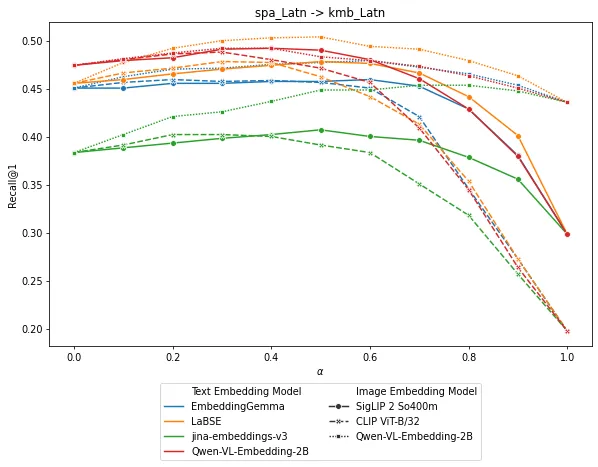 spa_Latn -> kmb_Latn
Recall@1
0.50
0.45
0.40
0.35
0.30
0.25
0.20
0.0 0.2 0.4 0.6 0.8 1.0
α
Text Embedding Model
EmbeddingGemma
LaBSE
jina-embeddings-v3
Qwen-VL-Embedding-2B
Image Embedding Model
SigLIP 2 So400m
CLIP ViT-B/32
Qwen-VL-Embedding-2B